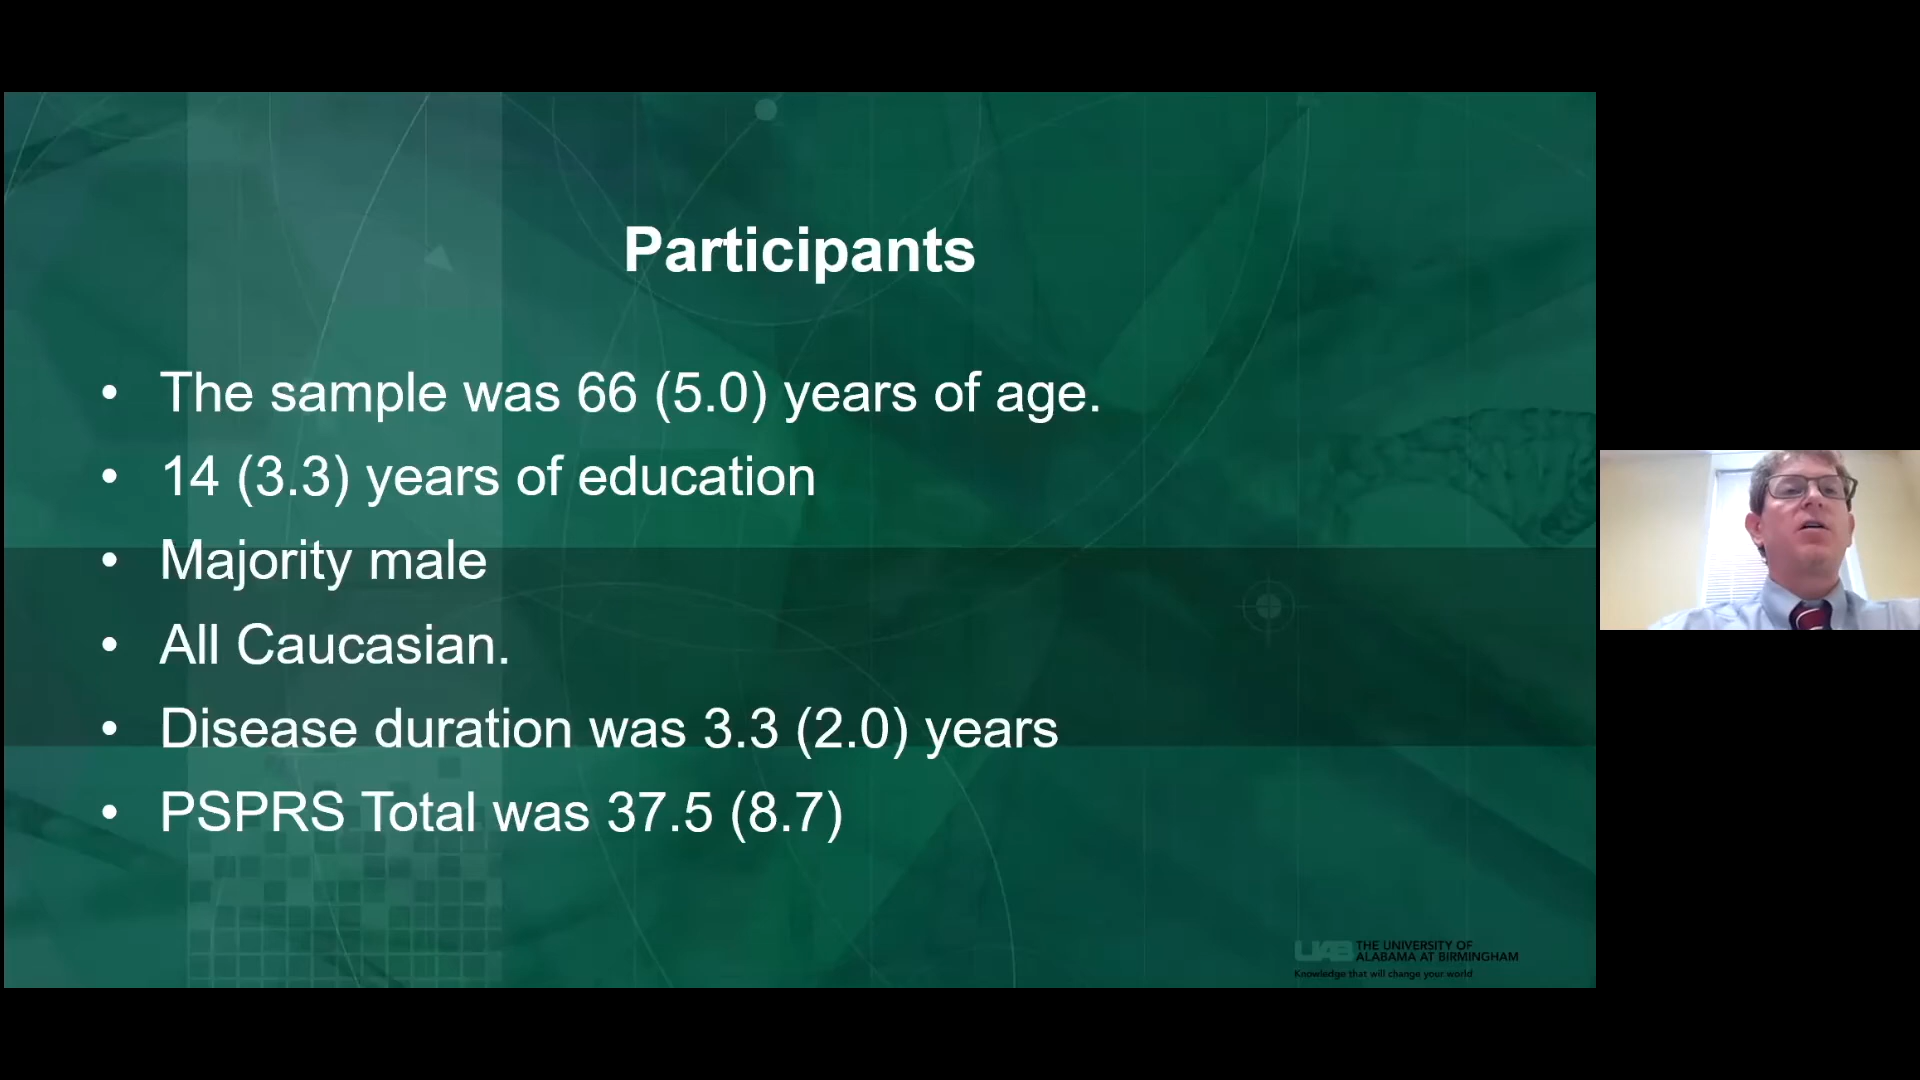 Participants
• The sample was 66 (5.0) years of age.
• 14 (3.3) years of education
• Majority male
• All Caucasian.
• Disease duration was 3.3 (2.0) years
• PSPRS Total was 37.5 (8.7)
UAB THE UNIVERSITY OF
ALABAMA AT BIRMINGHAM
Knowledge that will change your world